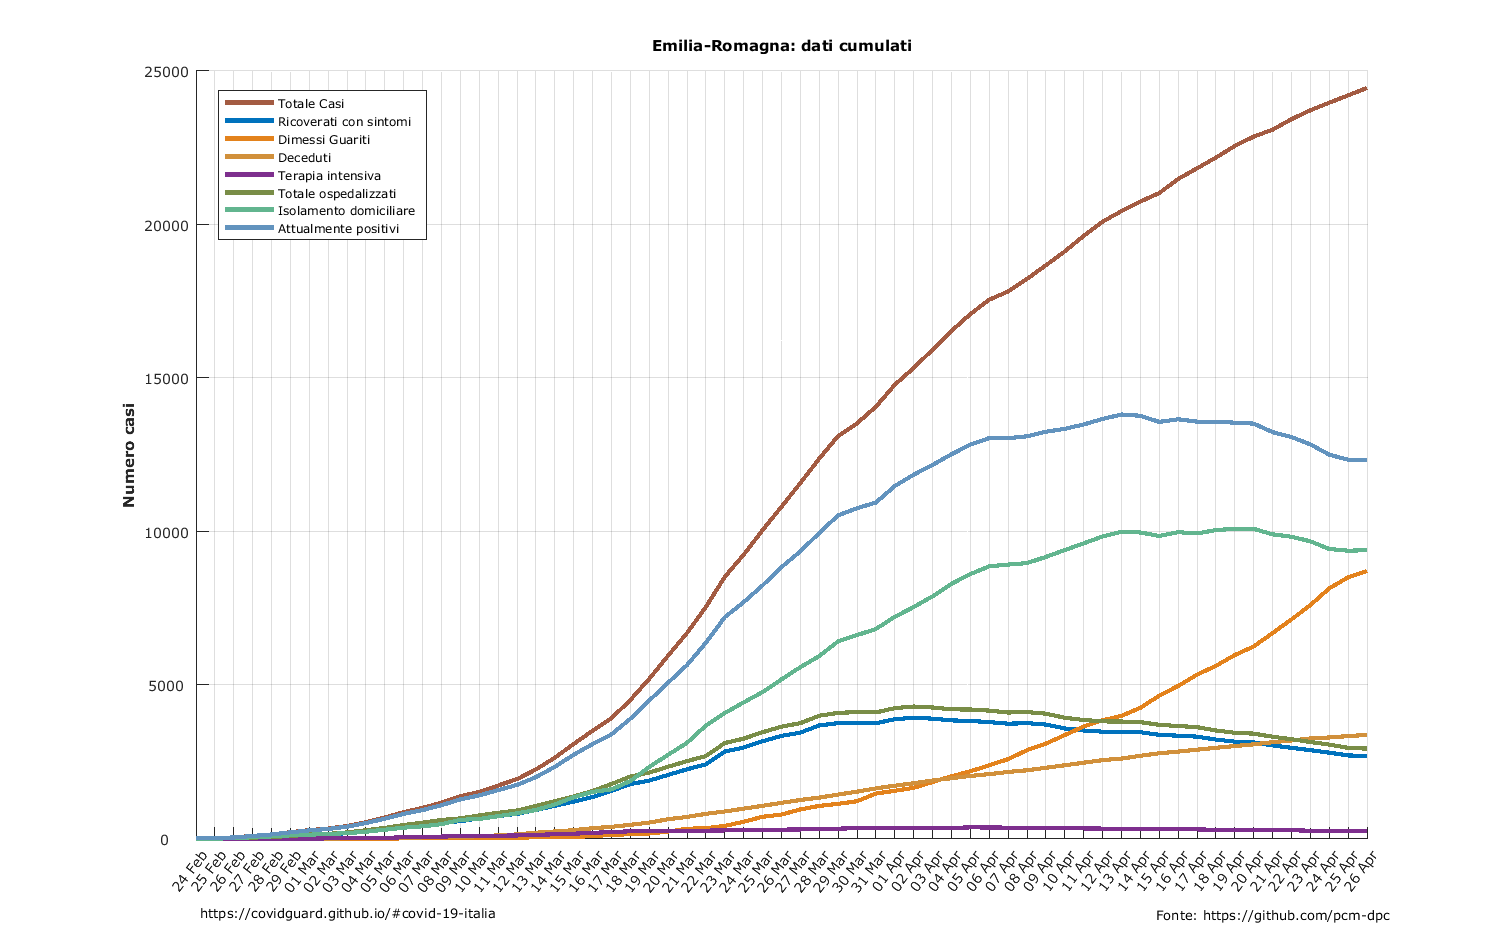 Emilia-Romagna: dati cumulati
25000
20000
15000
10000
5000
0
Numero casi
Totale Casi
Ricoverati con sintomi
Dimessi Guariti
Deceduti
Terapia intensiva
Totale ospedalizzati
Isolamento domiciliare
Attualmente positivi
24 Feb
25 Feb
26 Feb
27 Feb
28 Feb
29 Feb
01 Mar
02 Mar
03 Mar
04 Mar
05 Mar
06 Mar
07 Mar
08 Mar
09 Mar
10 Mar
11 Mar
12 Mar
13 Mar
14 Mar
15 Mar
16 Mar
17 Mar
18 Mar
19 Mar
20 Mar
21 Mar
22 Mar
23 Mar
24 Mar
25 Mar
26 Mar
27 Mar
28 Mar
29 Mar
30 Mar
31 Mar
01 Apr
02 Apr
03 Apr
04 Apr
05 Apr
06 Apr
07 Apr
08 Apr
09 Apr
10 Apr
11 Apr
12 Apr
13 Apr
14 Apr
15 Apr
16 Apr
17 Apr
18 Apr
19 Apr
20 Apr
21 Apr
22 Apr
23 Apr
24 Apr
25 Apr
26 Apr
https://covidguard.github.io/#covid-19-italia
Fonte: https://github.com/pcm-dpc